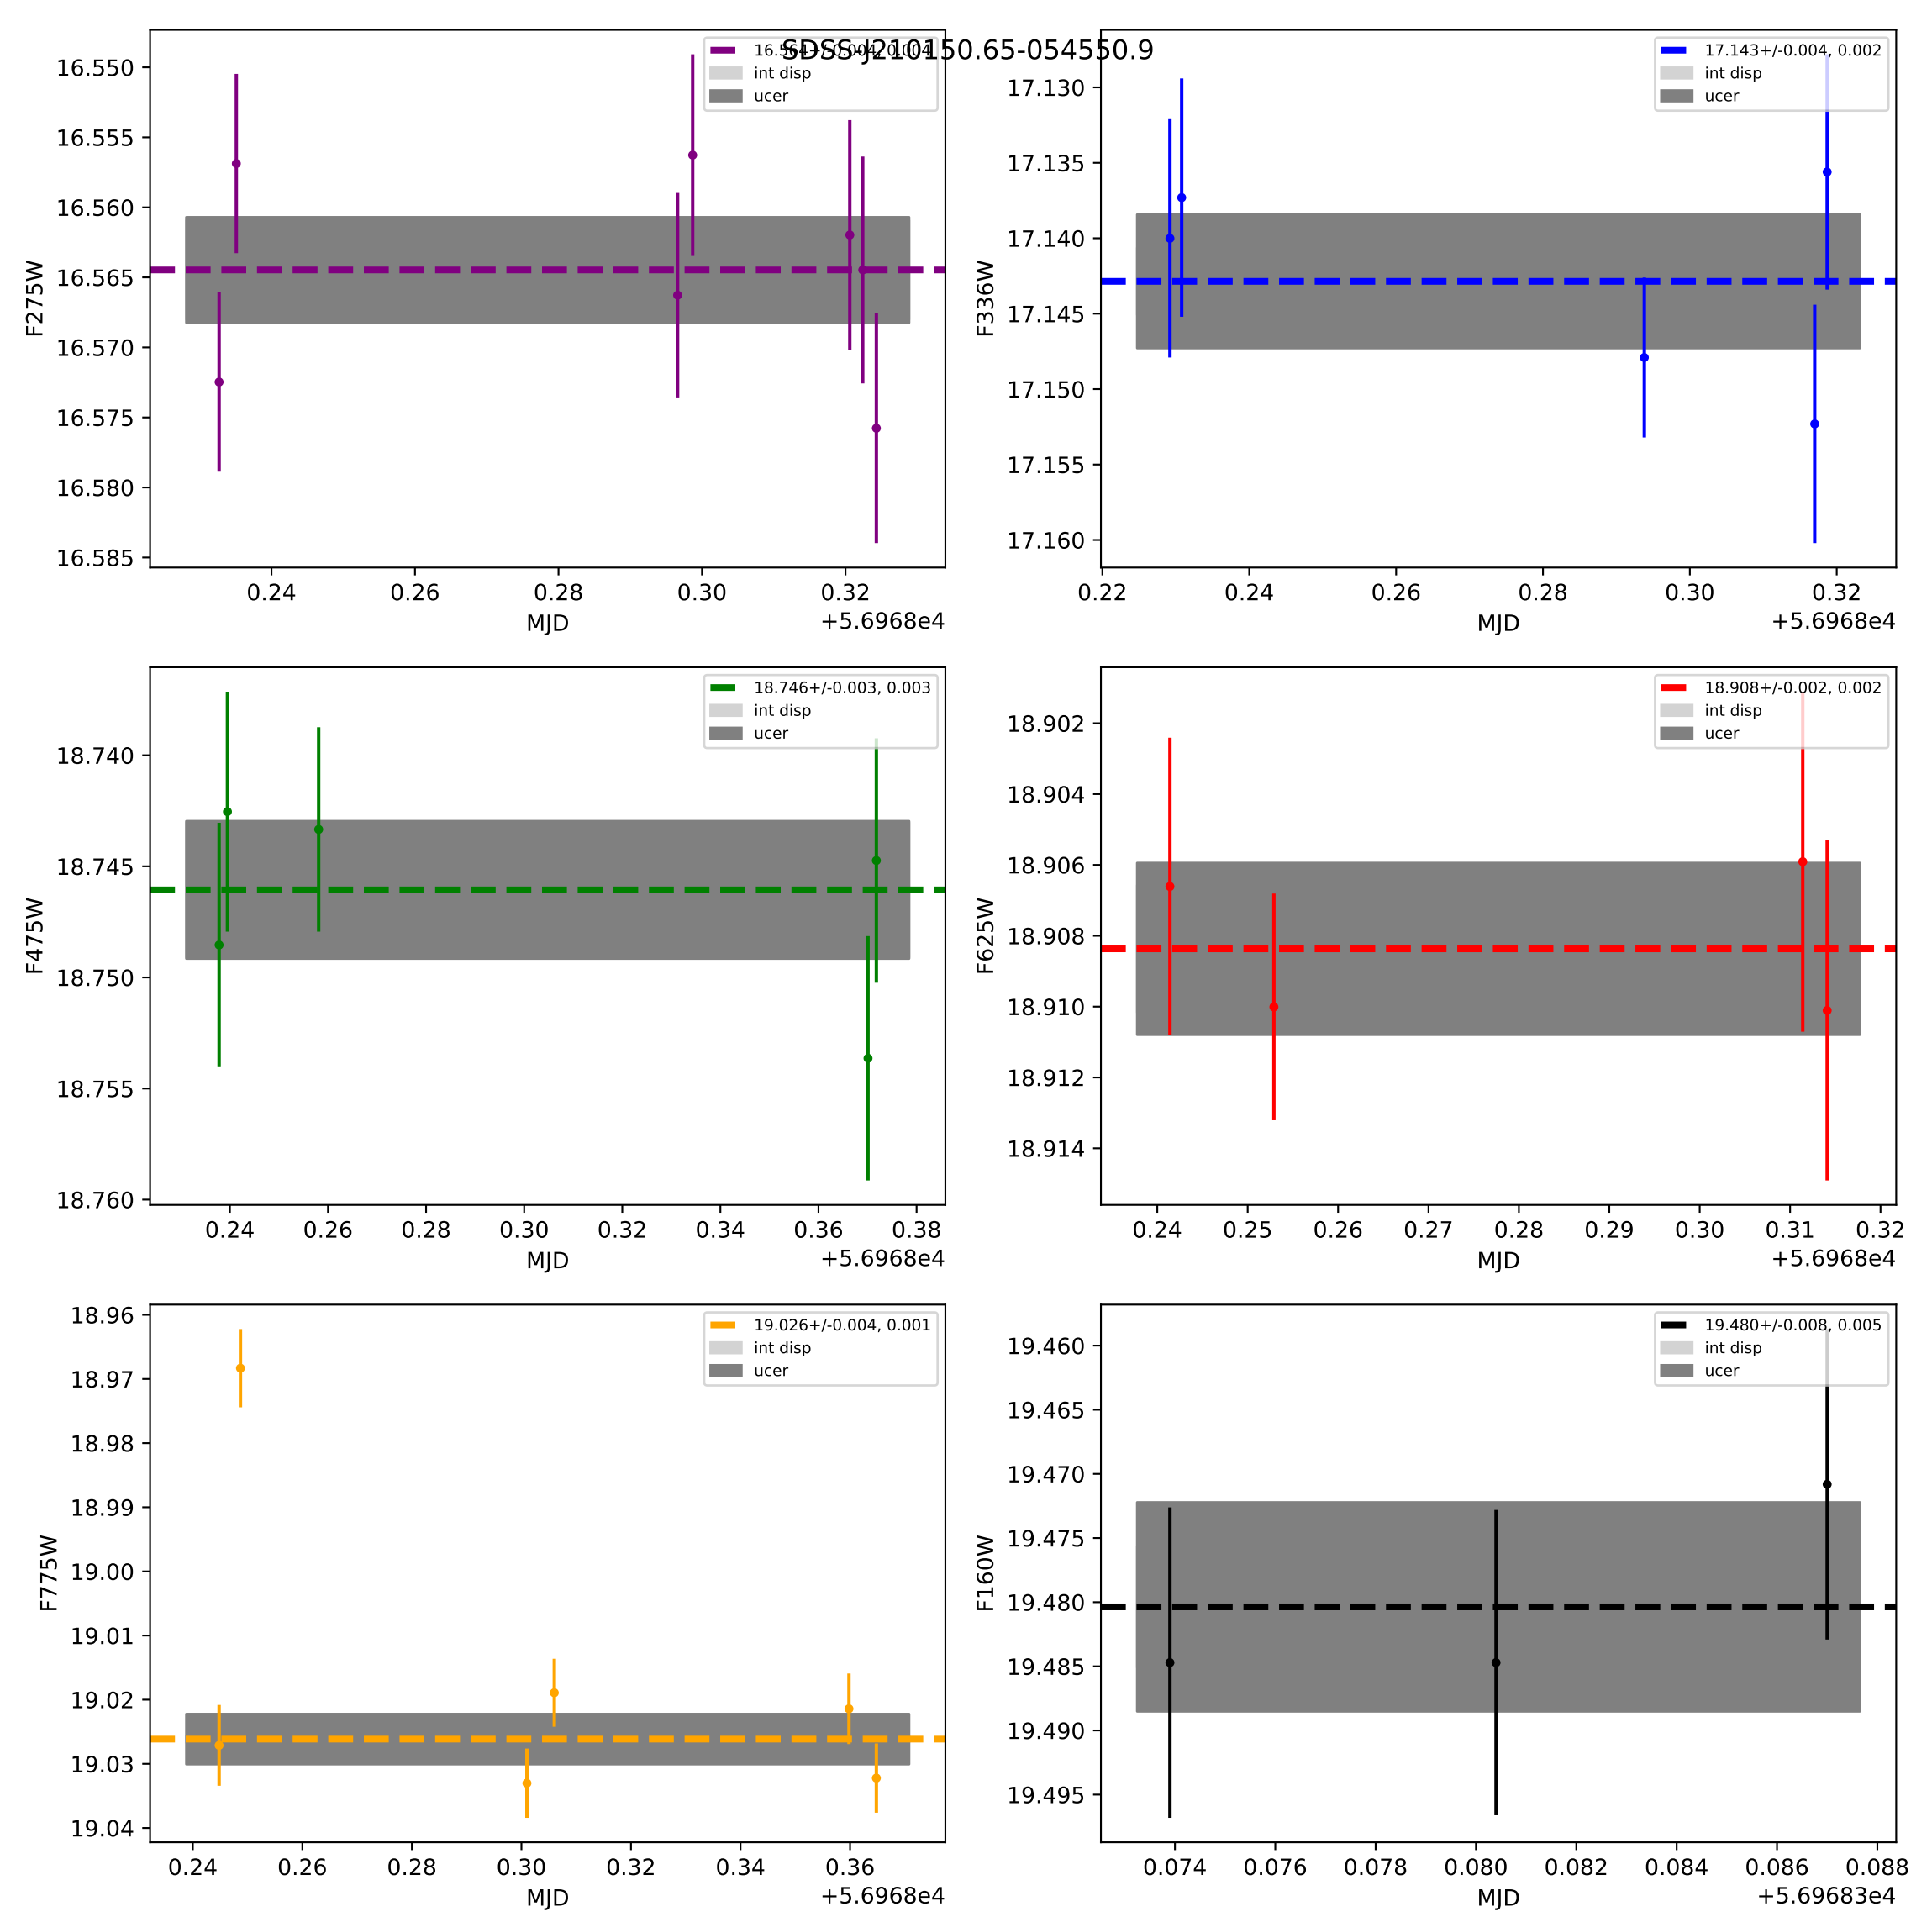 SDSS-J210150.65-054550.9
16.564+/-0.004, 0.004
int disp
ucer
16.550
16.555
16.560
16.565
16.570
16.575
16.580
16.585
F275W
0.24 0.26 0.28 0.30 0.32
MJD
+5.6968e4
17.143+/-0.004, 0.002
int disp
ucer
17.130
17.135
17.140
17.145
17.150
17.155
17.160
F336W
0.22 0.24 0.26 0.28 0.30 0.32
MJD
+5.6968e4
18.746+/-0.003, 0.003
int disp
ucer
18.740
18.745
18.750
18.755
18.760
F475W
0.24 0.26 0.28 0.30 0.32 0.34 0.36 0.38
MJD
+5.6968e4
18.908+/-0.002, 0.002
int disp
ucer
18.902
18.904
18.906
18.908
18.910
18.912
18.914
F625W
0.24 0.25 0.26 0.27 0.28 0.29 0.30 0.31 0.32
MJD
+5.6968e4
19.026+/-0.004, 0.001
int disp
ucer
18.96
18.97
18.98
18.99
19.00
19.01
19.02
19.03
19.04
F775W
0.24 0.26 0.28 0.30 0.32 0.34 0.36
MJD
+5.6968e4
19.480+/-0.008, 0.005
int disp
ucer
19.460
19.465
19.470
19.475
19.480
19.485
19.490
19.495
F160W
0.074 0.076 0.078 0.080 0.082 0.084 0.086 0.088
MJD
+5.69683e4